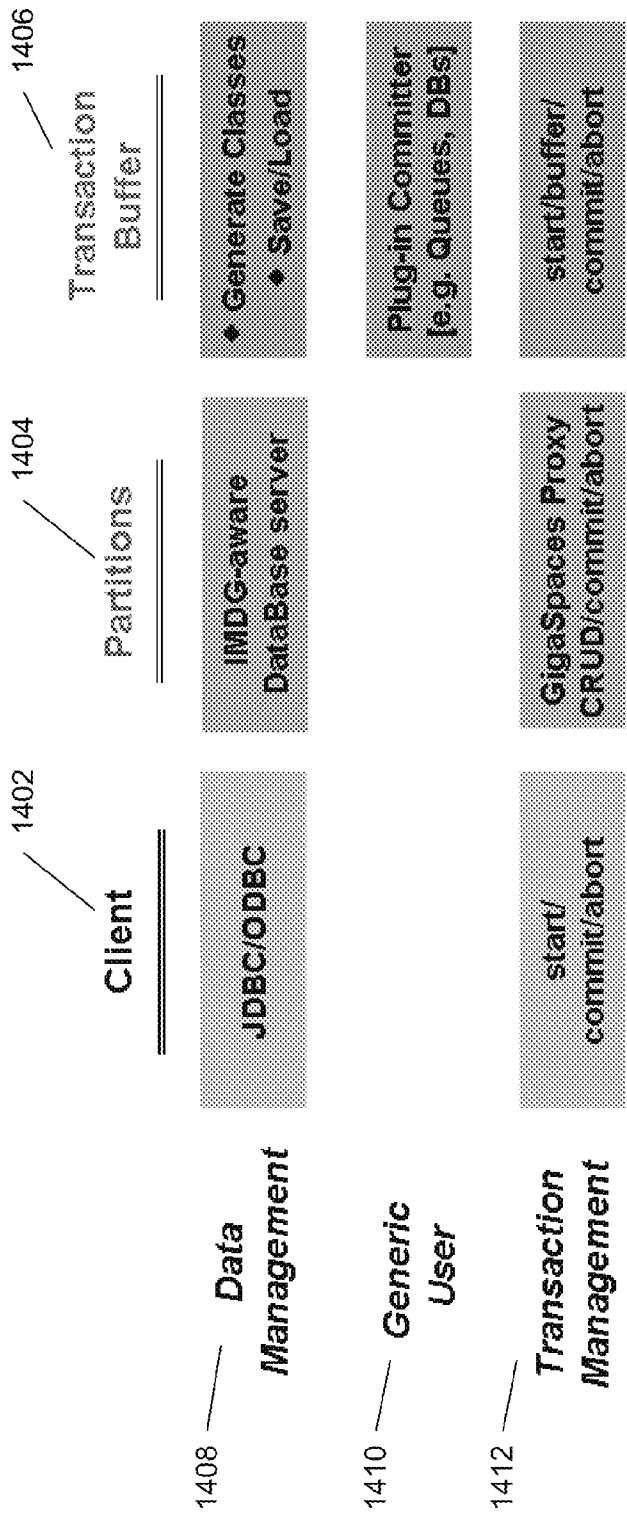 1402
1404
1406
Client
Partitions
Transaction
Buffer
1408
Data
Management
JDBC/ODBC
IMDG-aware
DataBase server
◆ Generate Classes
◆ Save/Load
1410
Generic
User
Plug-in Committer
[e.g. Queues, DBs]
1412
Transaction
Management
start/
commit/abort
GigaSpaces Proxy
CRUD/commit/abort
start/buffer/
commit/abort